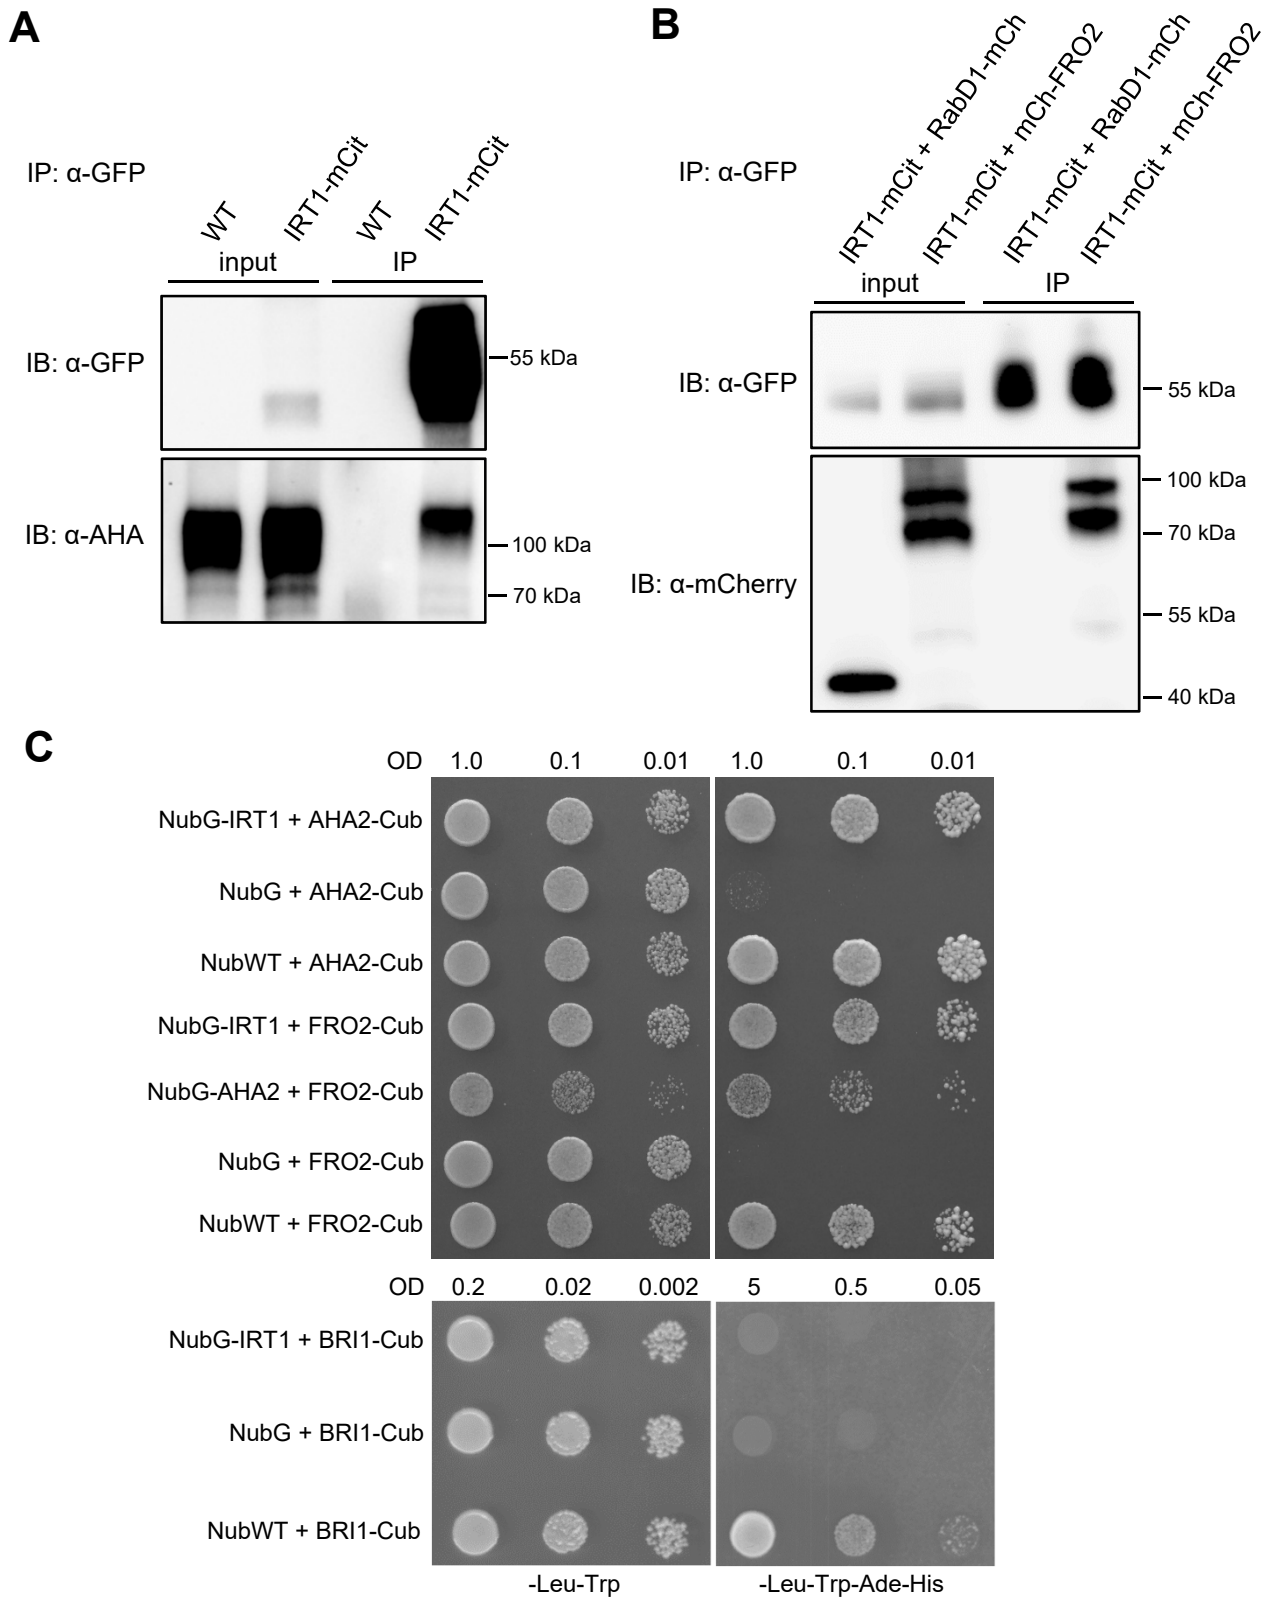 A
IP: α-GFP
WT
IRT1-mCit
WT
IRT1-mCit
input
IP
IB: α-GFP
55 kDa
IB: α-AHA
100 kDa
70 kDa
B
IP: α-GFP
IRT1-mCit + RabD1-mCh
IRT1-mCit + mCh-FRO2
IRT1-mCit + RabD1-mCh
IRT1-mCit + mCh-FRO2
input
IP
IB: α-GFP
55 kDa
IB: α-mCherry
100 kDa
70 kDa
55 kDa
40 kDa
C
OD 1.0 0.1 0.01 1.0 0.1 0.01
NubG-IRT1 + AHA2-Cub
NubG + AHA2-Cub
NubWT + AHA2-Cub
NubG-IRT1 + FRO2-Cub
NubG-AHA2 + FRO2-Cub
NubG + FRO2-Cub
NubWT + FRO2-Cub
OD 0.2 0.02 0.002 5 0.5 0.05
NubG-IRT1 + BRI1-Cub
NubG + BRI1-Cub
NubWT + BRI1-Cub
-Leu-Trp
-Leu-Trp-Ade-His